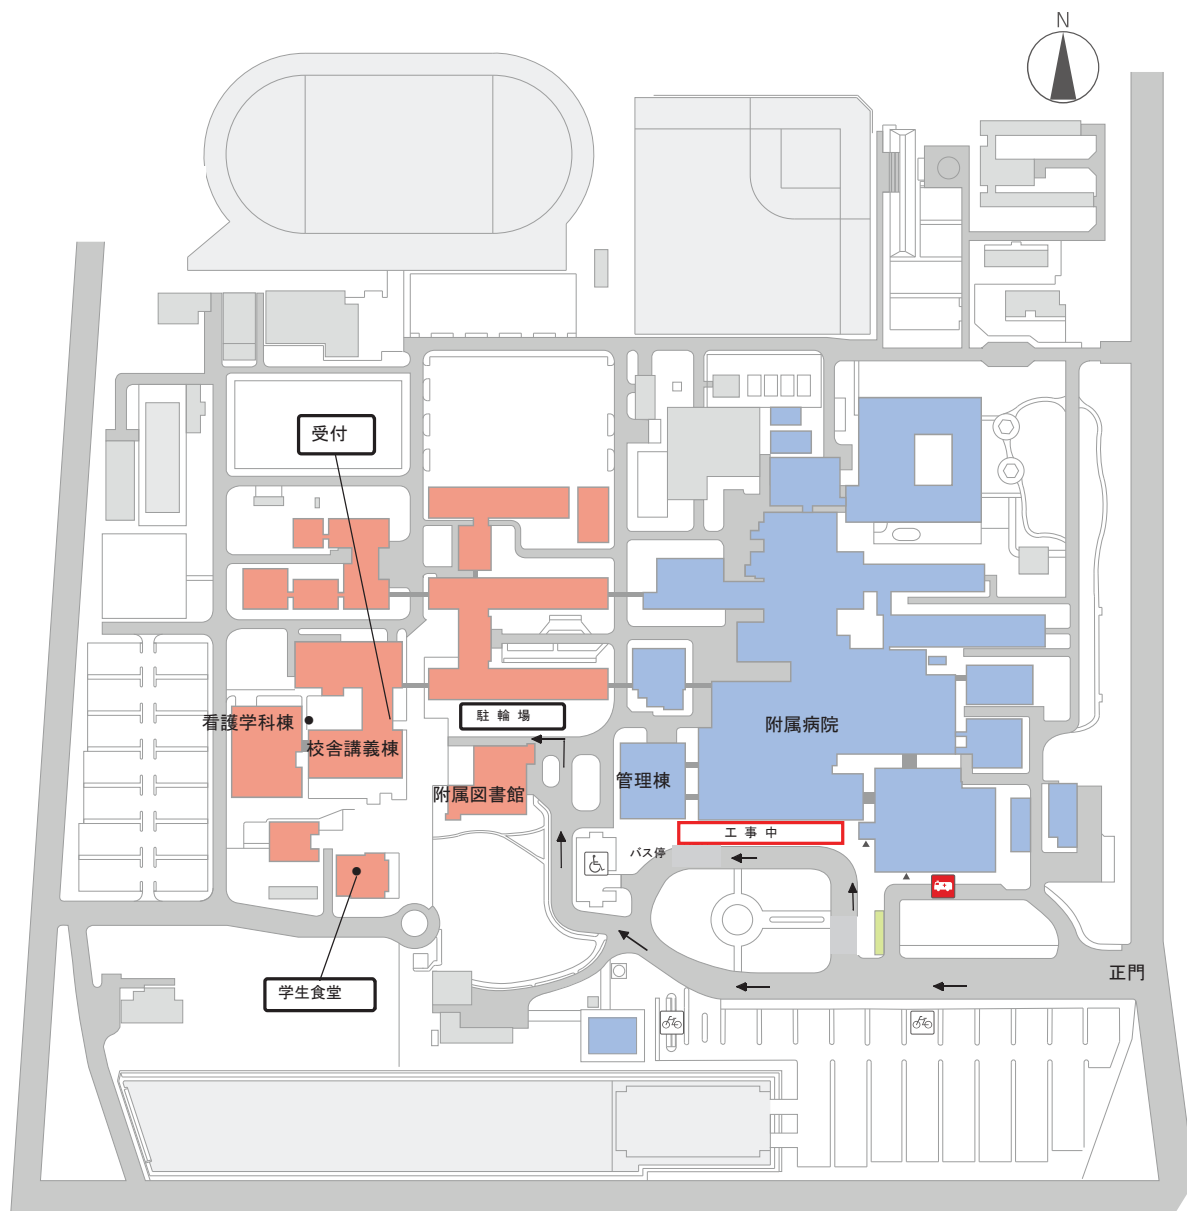 N
受付
駐輪場
看護学科棟
附属病院
校舎講義棟
管理棟
附属図書館
工事中
バス停
正門
学生食堂